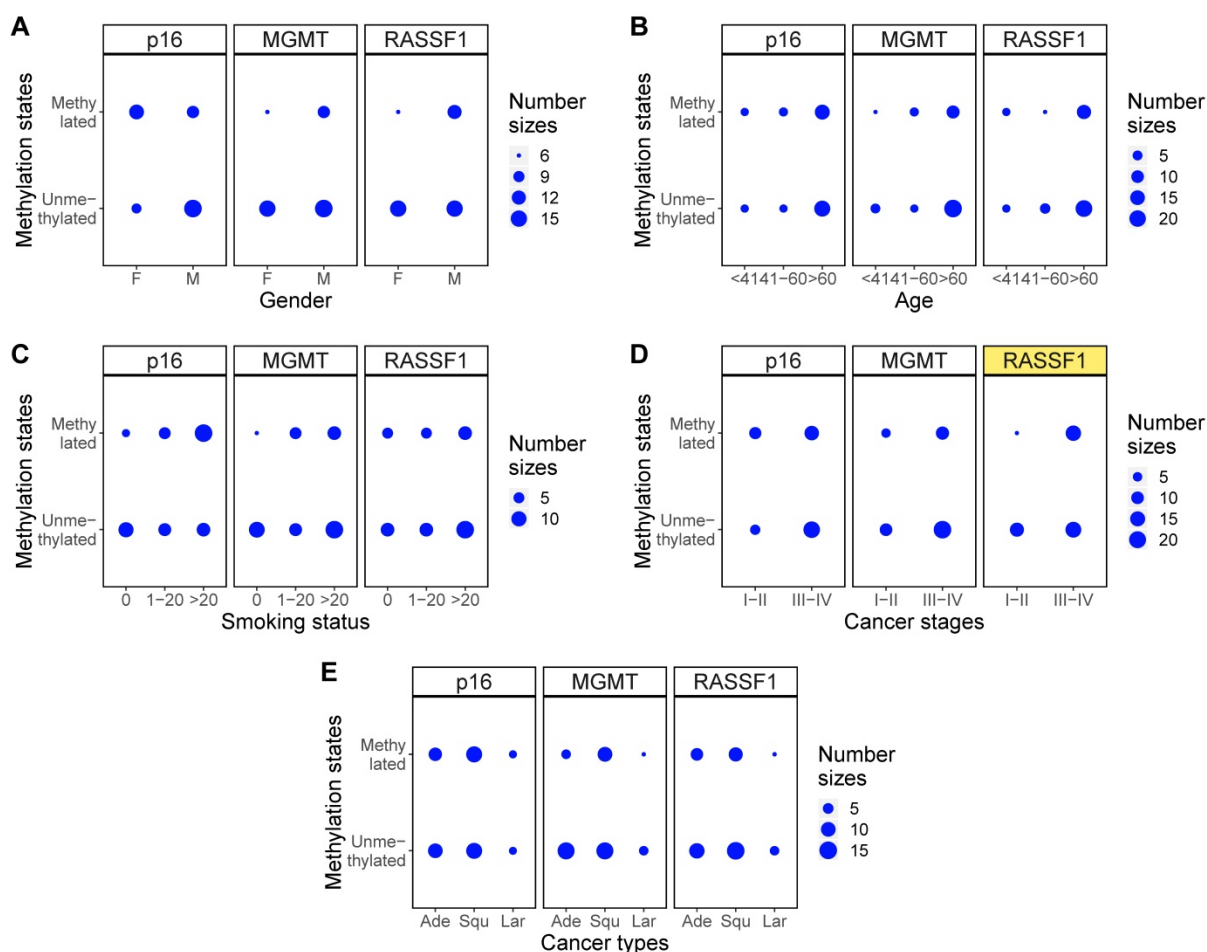 A
p16 MGMT RASSF1
Methylation states
Methy
lated
Unme-
thylated
F M F M F M
Gender
Number
sizes
6
9
12
15
B
p16 MGMT RASSF1
Methylation states
Methy
lated
Unme-
thylated
<41 41-60 >60 <41 41-60 >60 <41 41-60 >60
Age
Number
sizes
5
10
15
20
C
p16 MGMT RASSF1
Methylation states
Methy
lated
Unme-
thylated
0 1-20 >20 0 1-20 >20 0 1-20 >20
Smoking status
Number
sizes
5
10
D
p16 MGMT RASSF1
Methylation states
Methy
lated
Unme-
thylated
I-II III-IV I-II III-IV I-II III-IV
Cancer stages
Number
sizes
5
10
15
20
E
p16 MGMT RASSF1
Methylation states
Methy
lated
Unme-
thylated
Ade Squ Lar Ade Squ Lar Ade Squ Lar
Cancer types
Number
sizes
5
10
15